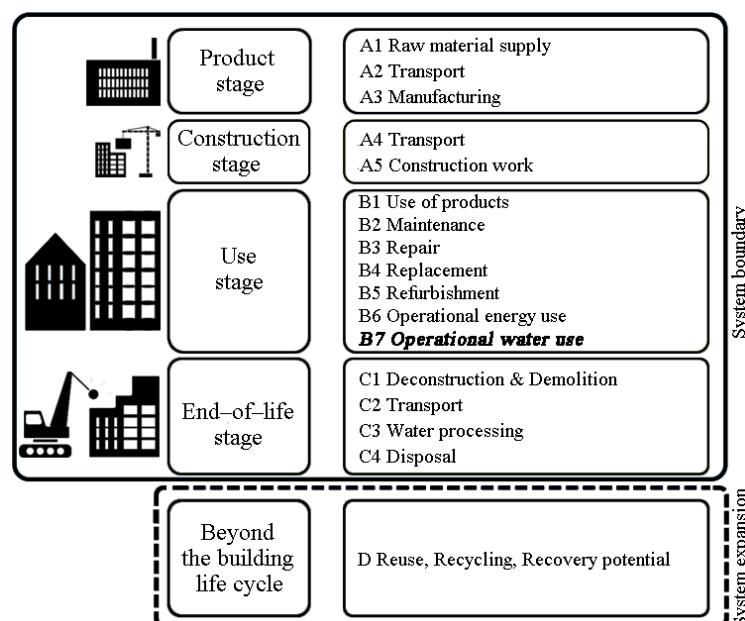 Product
stage
A1 Raw material supply
A2 Transport
A3 Manufacturing
Construction
stage
A4 Transport
A5 Construction work
Use
stage
B1 Use of products
B2 Maintenance
B3 Repair
B4 Replacement
B5 Refurbishment
B6 Operational energy use
B7 Operational water use
End–of–life
stage
C1 Deconstruction & Demolition
C2 Transport
C3 Water processing
C4 Disposal
System boundary
Beyond
the building
life cycle
D Reuse, Recycling, Recovery potential
System expansion